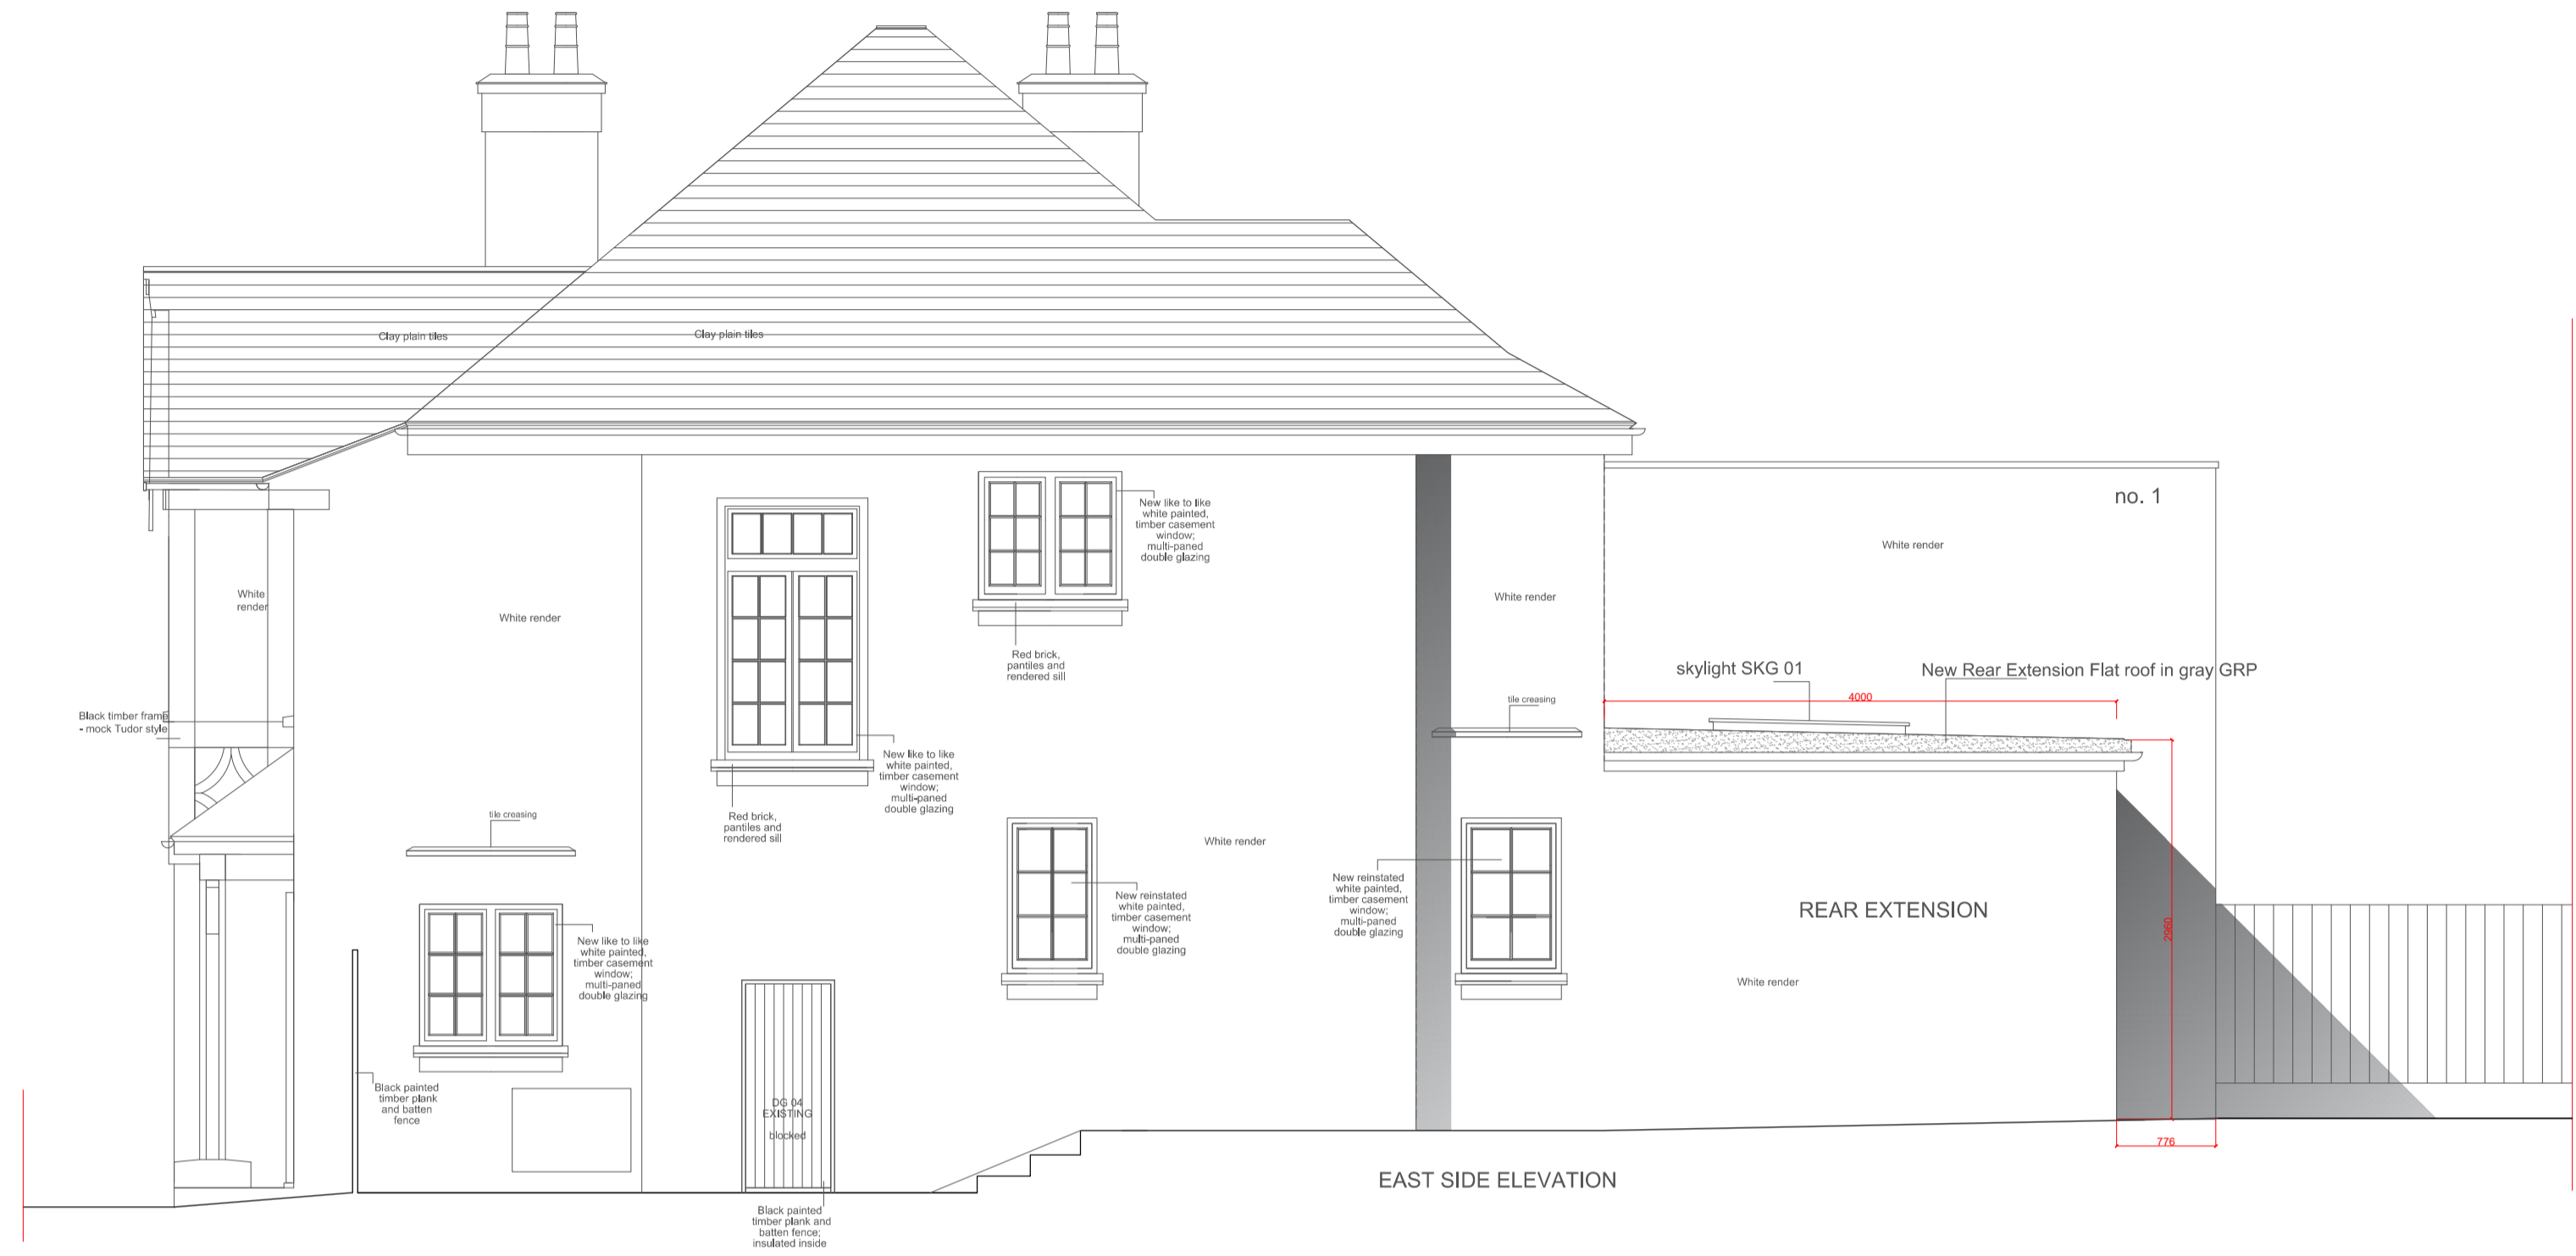 Clay plain tiles
Clay plain tiles
no. 1
New like to like
white painted,
timber casement
window;
multi-paned
double glazing
White render
White
render
White render
White render
Red brick,
pantiles and
rendered sill
skylight SKG 01
New Rear Extension Flat roof in gray GRP
4000
tile creasing
Black timber frame
- mock Tudor style
New like to like
white painted,
timber casement
window;
multi-paned
double glazing
Red brick,
pantiles and
rendered sill
tile creasing
White render
New reinstated
white painted,
timber casement
window;
multi-paned
double glazing
New reinstated
white painted,
timber casement
window;
multi-paned
double glazing
REAR EXTENSION
2960
New like to like
white painted,
timber casement
window;
multi-paned
double glazing
White render
Black painted
timber plank
and batten
fence
DG 04
EXISTING
blocked
776
EAST SIDE ELEVATION
Black painted
timber plank and
batten fence;
insulated inside